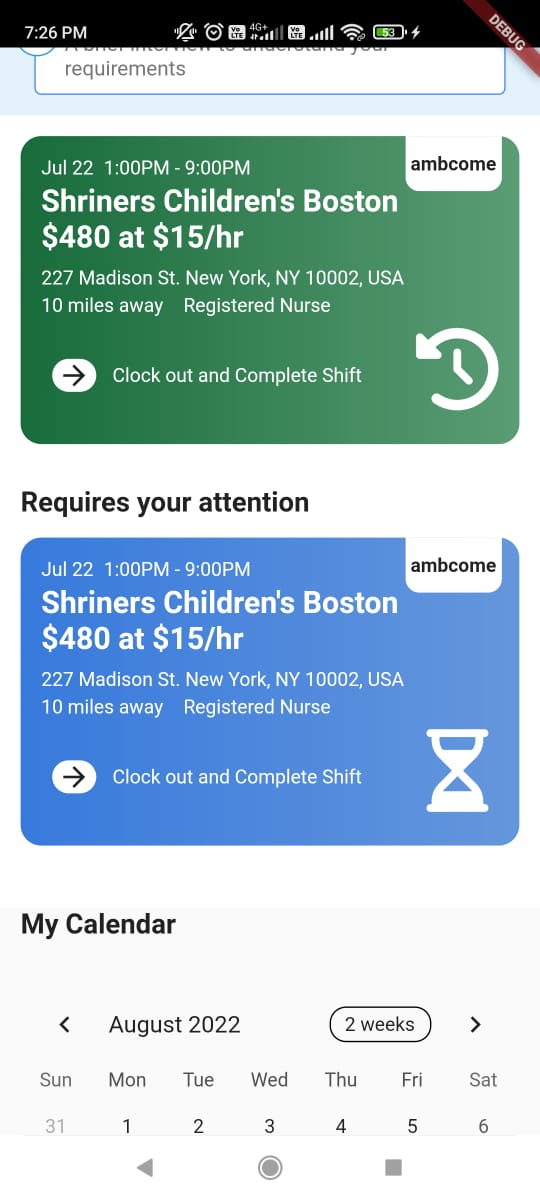 7:26 PM
4G+
53
DEBUG
A brief interview to understand your
requirements
Jul 22 1:00PM - 9:00PM
ambcome
Shriners Children's Boston
$480 at $15/hr
227 Madison St. New York, NY 10002, USA
10 miles away Registered Nurse
Clock out and Complete Shift
Requires your attention
Jul 22 1:00PM - 9:00PM
ambcome
Shriners Children's Boston
$480 at $15/hr
227 Madison St. New York, NY 10002, USA
10 miles away Registered Nurse
Clock out and Complete Shift
My Calendar
August 2022
2 weeks
Sun Mon Tue Wed Thu Fri Sat
31 1 2 3 4 5 6